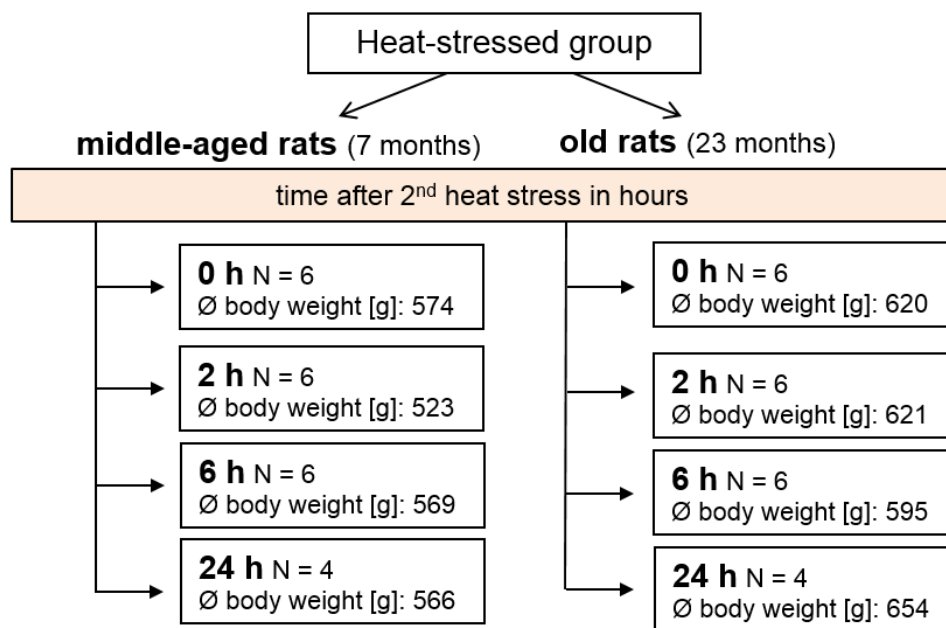 Heat-stressed group
middle-aged rats (7 months)
old rats (23 months)
time after 2nd heat stress in hours
0 h N = 6
Ø body weight [g]: 574
2 h N = 6
Ø body weight [g]: 523
6 h N = 6
Ø body weight [g]: 569
24 h N = 4
Ø body weight [g]: 566
0 h N = 6
Ø body weight [g]: 620
2 h N = 6
Ø body weight [g]: 621
6 h N = 6
Ø body weight [g]: 595
24 h N = 4
Ø body weight [g]: 654